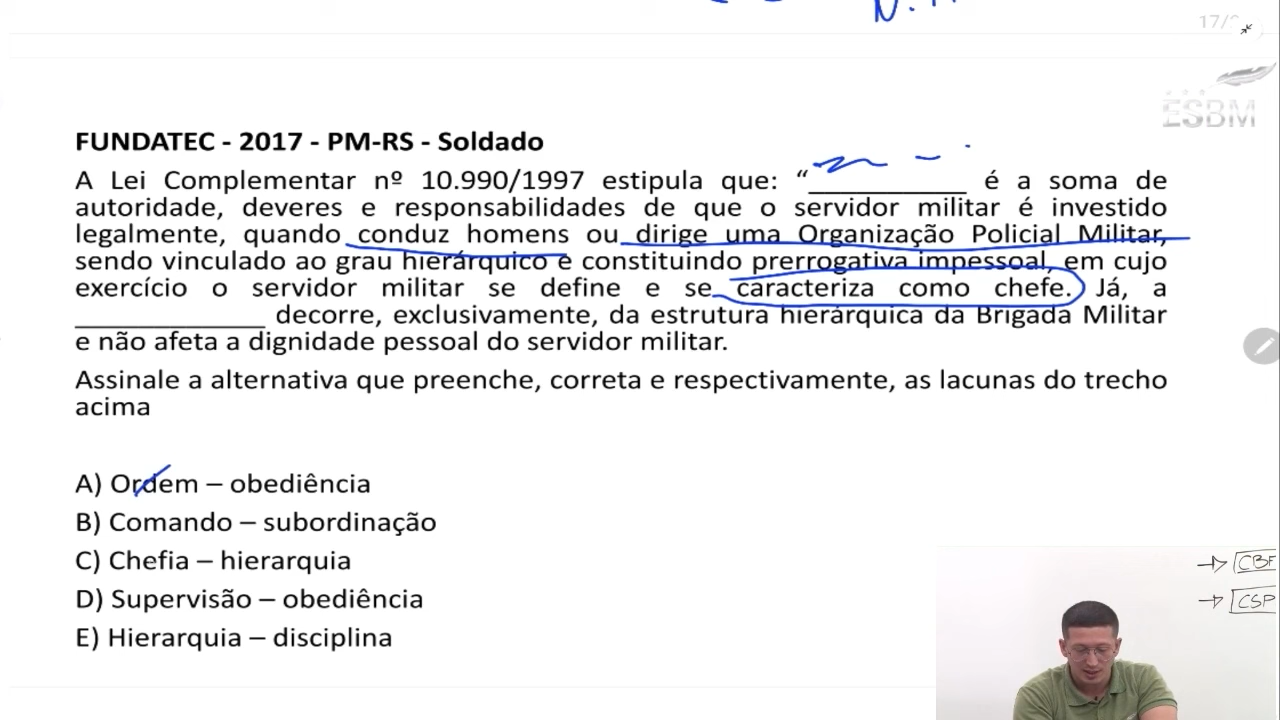 N.
17/
ESBM
FUNDATEC - 2017 - PM-RS - Soldado
A Lei Complementar nº 10.990/1997 estipula que: “___________ é a soma de
autoridade, deveres e responsabilidades de que o servidor militar é investido
legalmente, quando conduz homens ou dirige uma Organização Policial Militar,
sendo vinculado ao grau hierárquico e constituindo prerrogativa impessoal, em cujo
exercício o servidor militar se define e se caracteriza como chefe. Já, a
_____________ decorre, exclusivamente, da estrutura hierárquica da Brigada Militar
e não afeta a dignidade pessoal do servidor militar.
Assinale a alternativa que preenche, correta e respectivamente, as lacunas do trecho
acima
A) Ordem – obediência
B) Comando – subordinação
C) Chefia – hierarquia
D) Supervisão – obediência
E) Hierarquia – disciplina
→ CBF
→ CSP